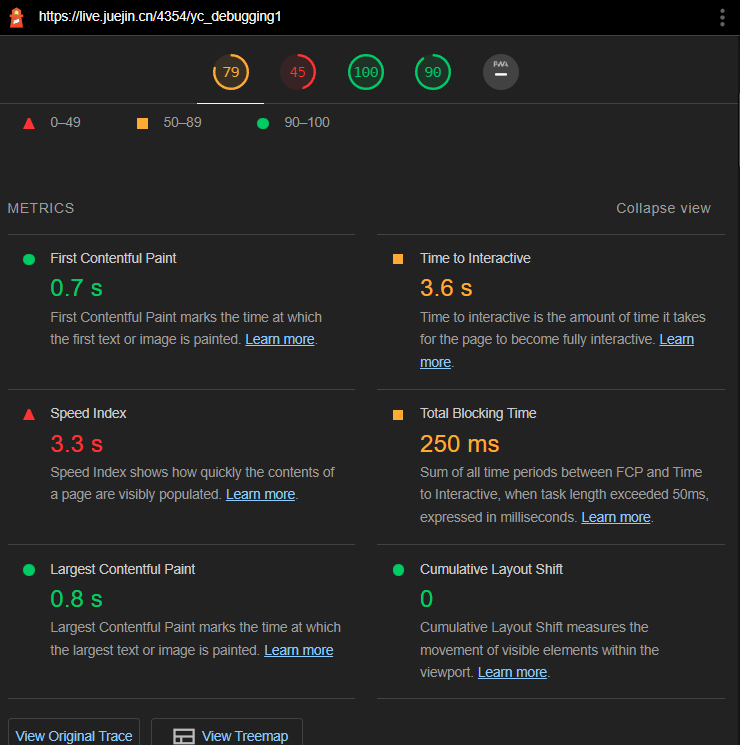 https://live.juejin.cn/4354/yc_debugging1
79
45
100
90
PWA
0–49
50–89
90–100
METRICS
Collapse view
First Contentful Paint
0.7 s
First Contentful Paint marks the time at which
the first text or image is painted. Learn more.
Time to Interactive
3.6 s
Time to interactive is the amount of time it takes
for the page to become fully interactive. Learn
more.
Speed Index
3.3 s
Speed Index shows how quickly the contents of
a page are visibly populated. Learn more.
Total Blocking Time
250 ms
Sum of all time periods between FCP and Time
to Interactive, when task length exceeded 50ms,
expressed in milliseconds. Learn more.
Largest Contentful Paint
0.8 s
Largest Contentful Paint marks the time at which
the largest text or image is painted. Learn more
Cumulative Layout Shift
0
Cumulative Layout Shift measures the
movement of visible elements within the
viewport. Learn more.
View Original Trace
View Treemap